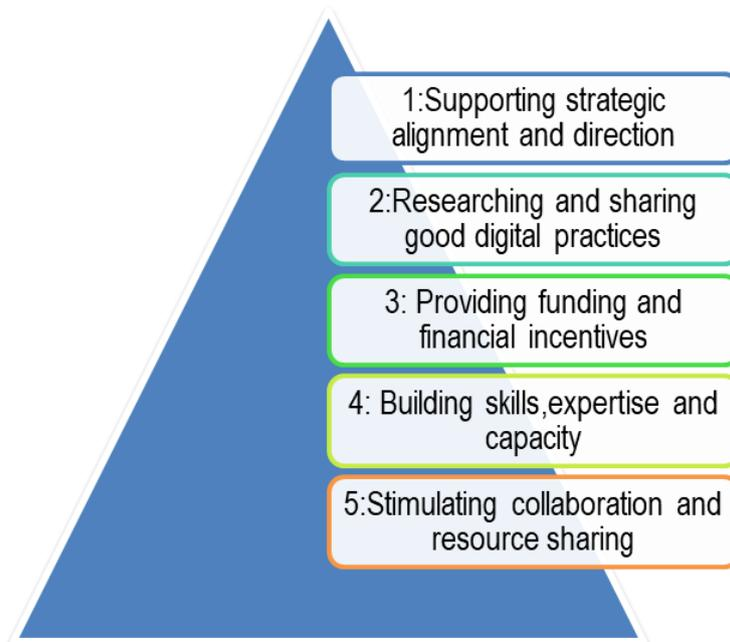 1:Supporting strategic
alignment and direction
2:Researching and sharing
good digital practices
3: Providing funding and
financial incentives
4: Building skills,expertise and
capacity
5:Stimulating collaboration and
resource sharing